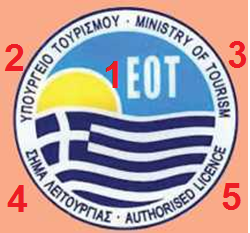 ΥΠΟΥΡΓΕΙΟ ΤΟΥΡΙΣΜΟΥ · MINISTRY OF TOURISM
2
3
1
ΕΟΤ
4
5
ΣΗΜΑ ΛΕΙΤΟΥΡΓΙΑΣ · AUTHORISED LICENCE